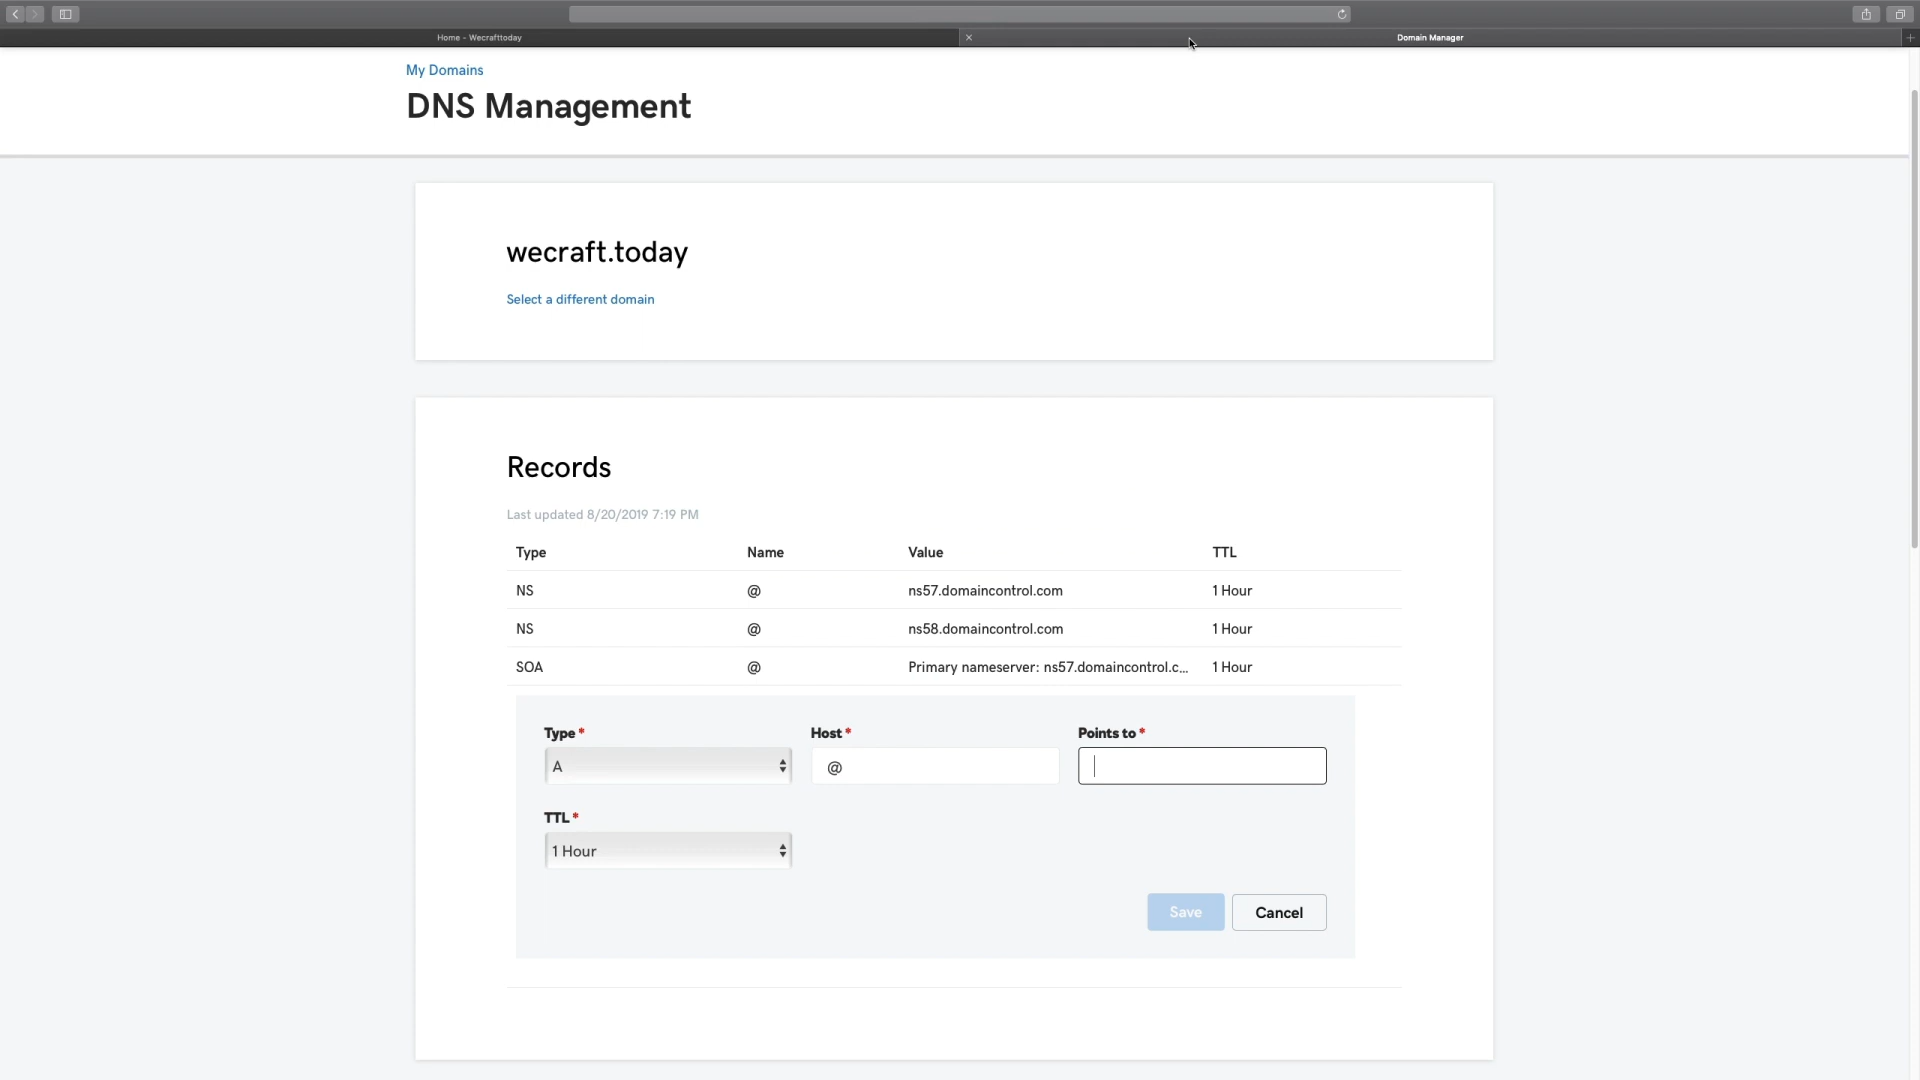 Home - Wecrafttoday
Domain Manager
My Domains
DNS Management
wecraft.today
Select a different domain
Records
Last updated 8/20/2019 7:19 PM
Type Name Value TTL
NS @ ns57.domaincontrol.com 1 Hour
NS @ ns58.domaincontrol.com 1 Hour
SOA @ Primary nameserver: ns57.domaincontrol.c... 1 Hour
Type * Host * Points to *
A @
TTL *
1 Hour
Save Cancel